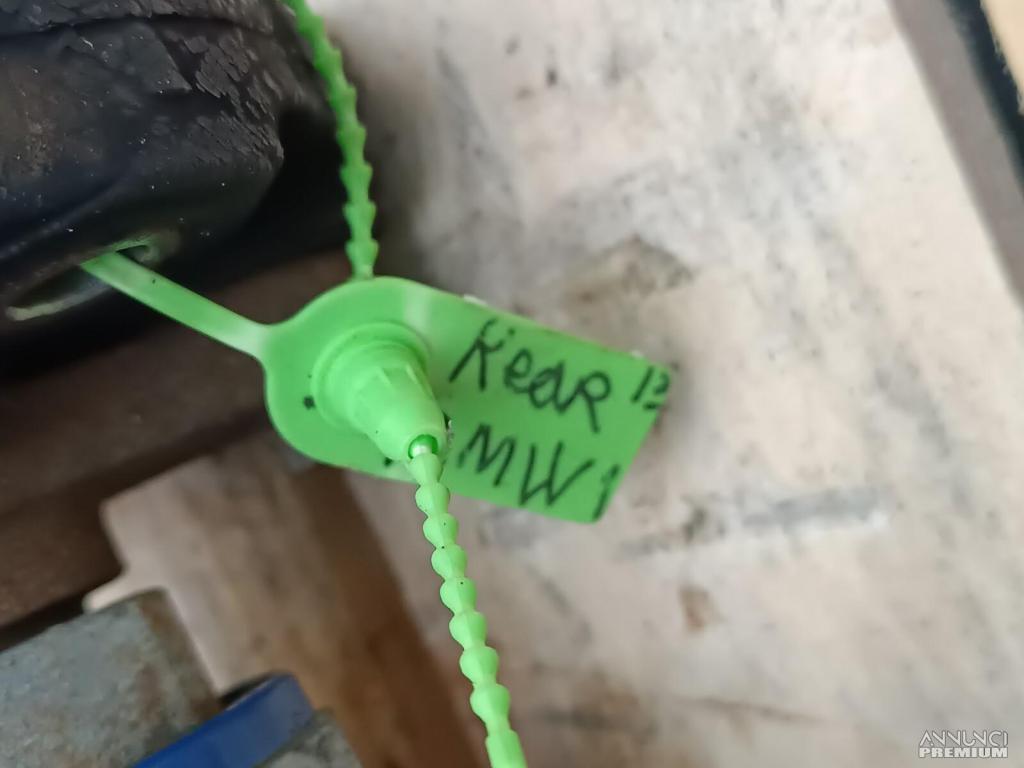 Rear 12
MW1
ANNUNCI
PREMIUM